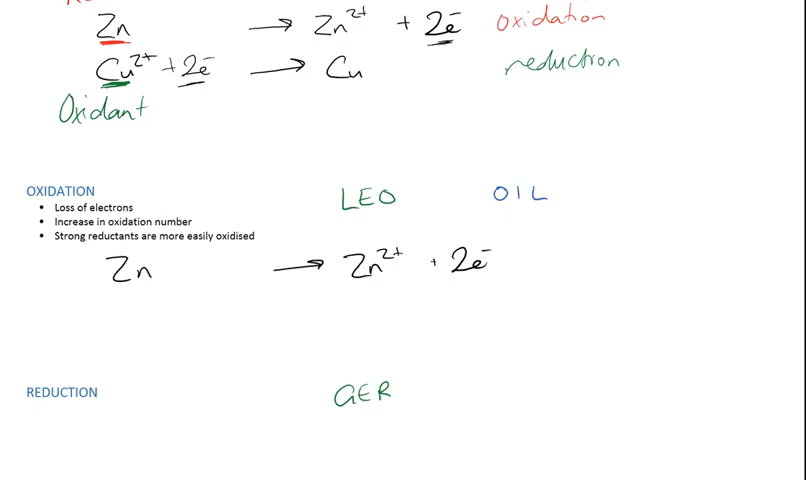 Zn → Zn²⁺ + 2e⁻ oxidation
Cu²⁺ + 2e⁻ → Cu reduction
Oxidant
OXIDATION LEO OIL
• Loss of electrons
• Increase in oxidation number
• Strong reductants are more easily oxidised
Zn → Zn²⁺ + 2e⁻
REDUCTION GER